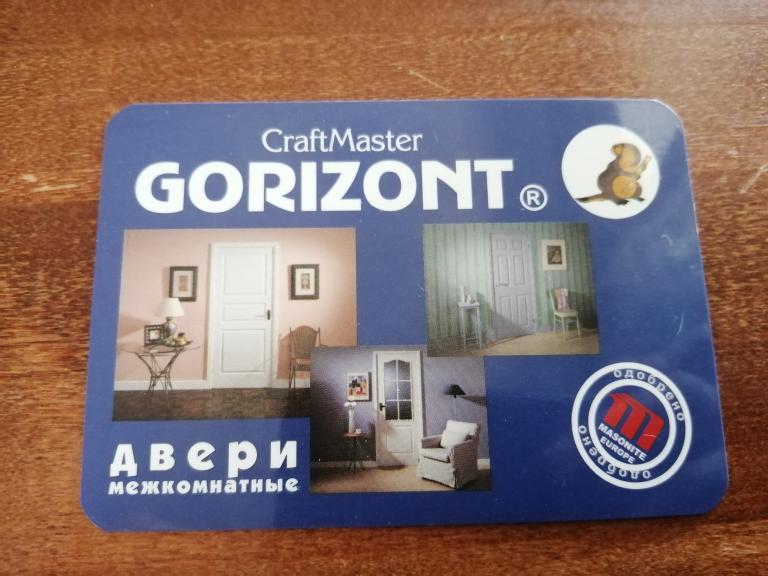 CraftMaster
GORIZONT ®
двери
межкомнатные
одобрено
MASONITE
EUROPE
одобрено